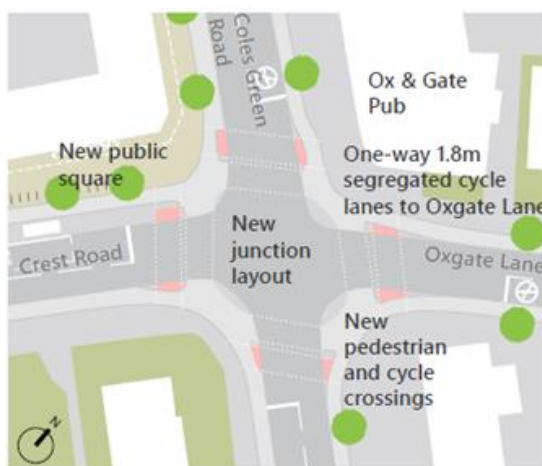 Coles Green
Road
Ox & Gate
Pub
New public
square
One-way 1.8m
segregated cycle
lanes to Oxgate Lane
New
junction
layout
Crest Road
Oxgate Lane
New
pedestrian
and cycle
crossings
N